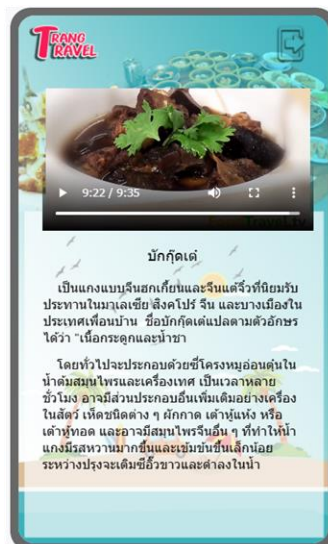 TRANG
TRAVEL
9:22 / 9:35
Travel.tv
บักกุ๊ดเต๋
เป็นแกงแบบจีนฮกเกี้ยนและจีนแต้จิ๋วที่นิยมรับ
ประทานในมาเลเซีย สิงคโปร์ จีน และบางเมืองใน
ประเทศเพื่อนบ้าน ชื่อบักกุ๊ดเต๋แปลตามตัวอักษร
ได้ว่า "เนื้อกระดูกและน้ำชา
โดยทั่วไปจะประกอบด้วยซี่โครงหมูอ่อนตุ๋นใน
น้ำต้มสมุนไพรและเครื่องเทศ เป็นเวลาหลาย
ชั่วโมง อาจมีส่วนประกอบอื่นเพิ่มเติมอย่างเครื่อง
ในสัตว์ เห็ดชนิดต่าง ๆ ผักกาด เต้าหู้แห้ง หรือ
เต้าหู้ทอด และอาจมีสมุนไพรจีนอื่น ๆ ที่ทำให้น้ำ
แกงมีรสหวานมากขึ้นและเข้มข้นขึ้นเล็กน้อย
ระหว่างปรุงจะเติมซีอิ๊วขาวและดำลงในน้ำ